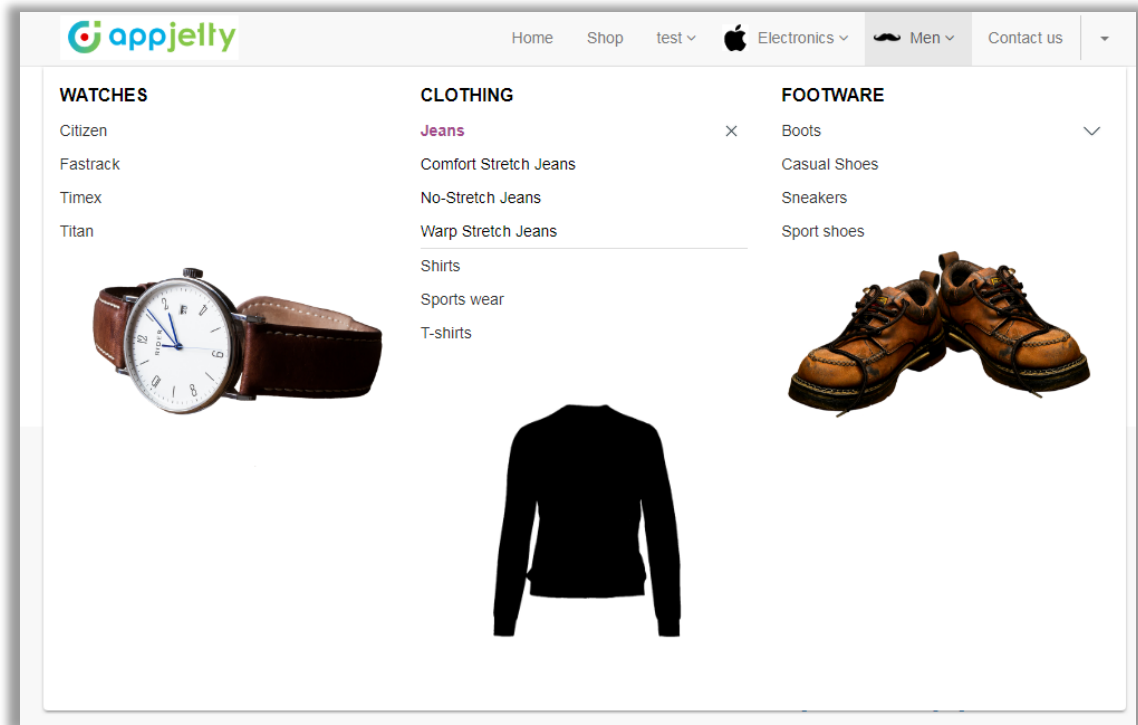 appjetty
Home Shop test Electronics Men Contact us
WATCHES
Citizen
Fastrack
Timex
Titan
CLOTHING
Jeans
Comfort Stretch Jeans
No-Stretch Jeans
Warp Stretch Jeans
Shirts
Sports wear
T-shirts
FOOTWARE
Boots
Casual Shoes
Sneakers
Sport shoes